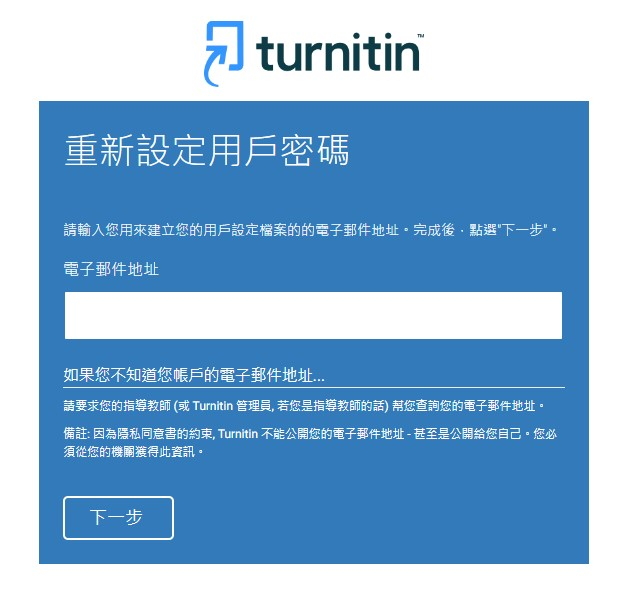 turnitin™
重新設定用戶密碼
請輸入您用來建立您的用戶設定檔案的的電子郵件地址。完成後，點選"下一步"。
電子郵件地址
如果您不知道您帳戶的電子郵件地址...
請要求您的指導教師 (或 Turnitin 管理員, 若您是指導教師的話) 幫您查詢您的電子郵件地址。
備註: 因為隱私同意書的約束, Turnitin 不能公開您的電子郵件地址 - 甚至是公開給您自己。您必
須從您的機關獲得此資訊。
下一步